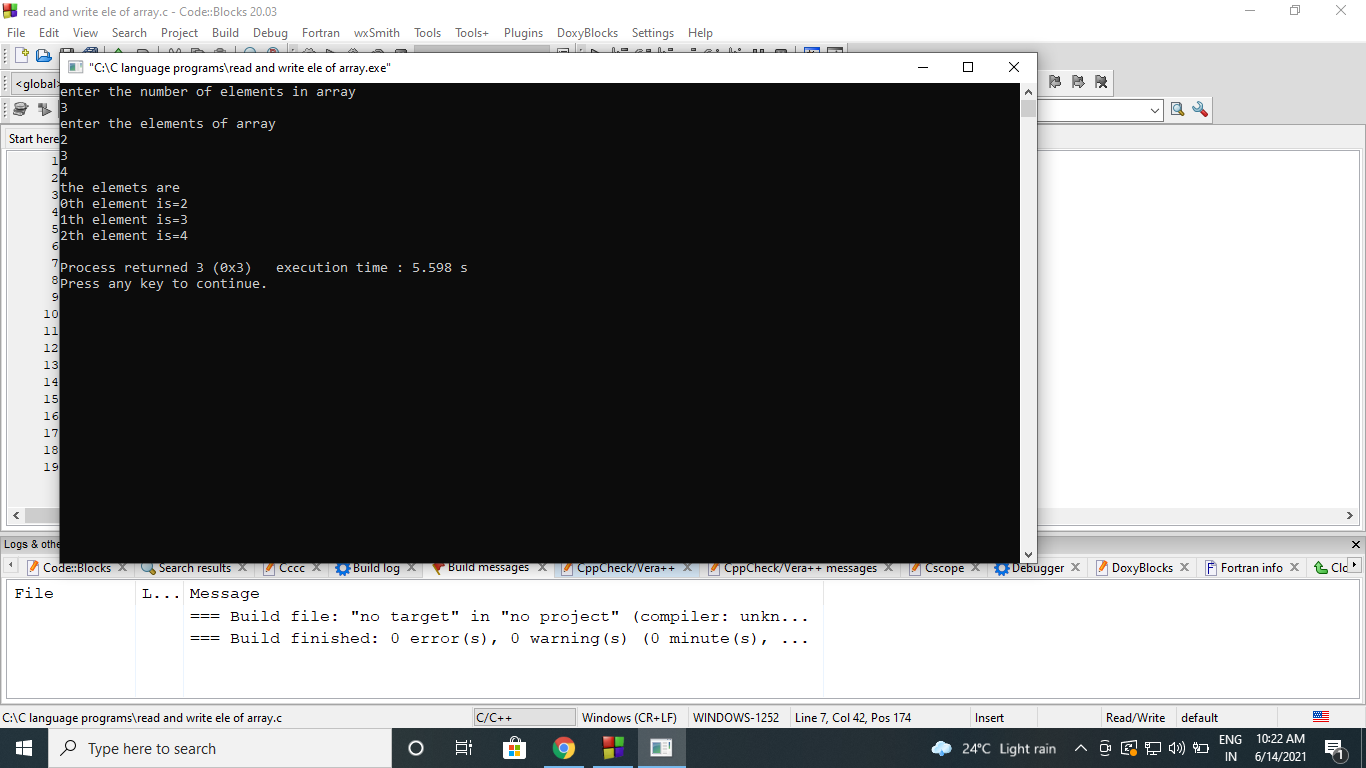 read and write ele of array.c - Code::Blocks 20.03
File Edit View Search Project Build Debug Fortran wxSmith Tools Tools+ Plugins DoxyBlocks Settings Help
"C:\C language programs\read and write ele of array.exe"
<global>
enter the number of elements in array
3
enter the elements of array
2
3
4
the elemets are
0th element is=2
1th element is=3
2th element is=4
Process returned 3 (0x3) execution time : 5.598 s
Press any key to continue.
Start here
1
2
3
4
5
6
7
8
9
10
11
12
13
14
15
16
17
18
19
Logs & othe
Code::Blocks Search results Cccc Build log Build messages CppCheck/Vera++ CppCheck/Vera++ messages Cscope Debugger DoxyBlocks Fortran info Clo
File L... Message
=== Build file: "no target" in "no project" (compiler: unkn...
=== Build finished: 0 error(s), 0 warning(s) (0 minute(s), ...
C:\C language programs\read and write ele of array.c C/C++ Windows (CR+LF) WINDOWS-1252 Line 7, Col 42, Pos 174 Insert Read/Write default
Type here to search
24°C Light rain
ENG
IN
10:22 AM
6/14/2021
1